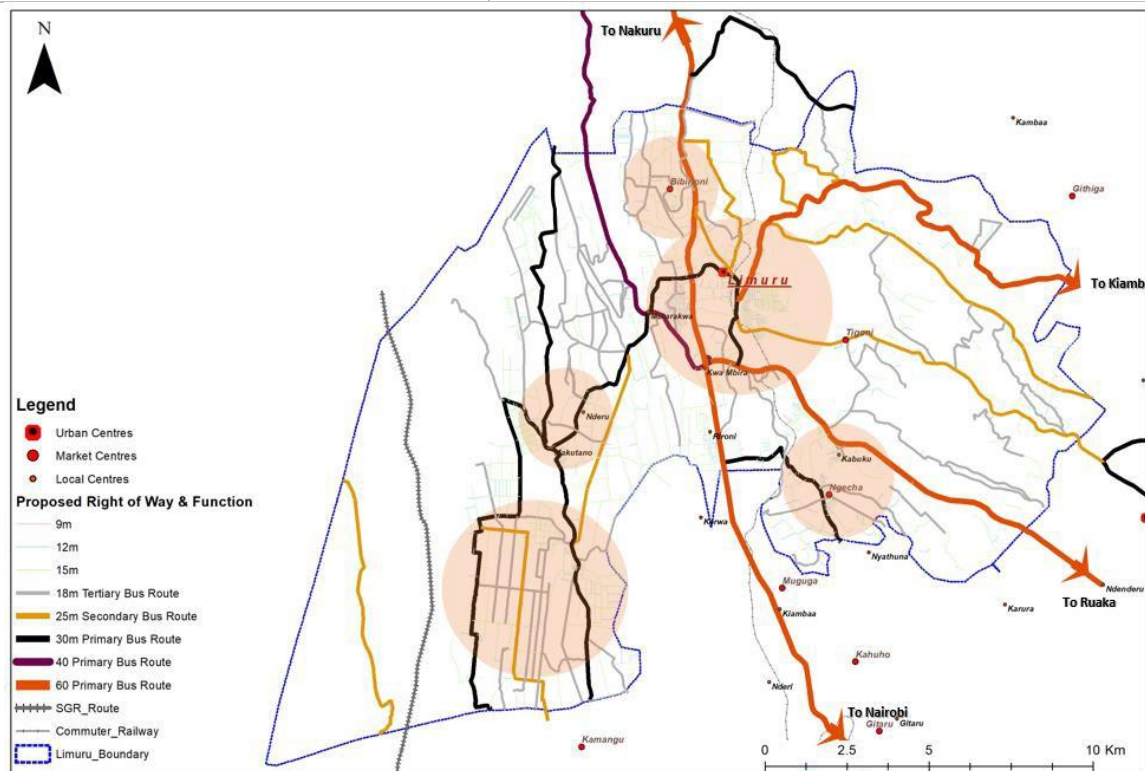 N
To Nakuru
Kambaa
Githiga
Limuru
To Kiamb
Tigoni
Kwa Mbira
Nderu
Rironi
Kabuku
Ngecha
Nyathuna
Muguga
Kiambaa
Karura
Ndenderu
To Ruaka
Kahuho
To Nairobi
Gitaru
Gitaru
Kamangu
Legend
Urban Centres
Market Centres
Local Centres
Proposed Right of Way & Function
9m
12m
15m
18m Tertiary Bus Route
25m Secondary Bus Route
30m Primary Bus Route
40 Primary Bus Route
60 Primary Bus Route
SGR_Route
Commuter_Railway
Limuru_Boundary
0 2.5 5 10 Km